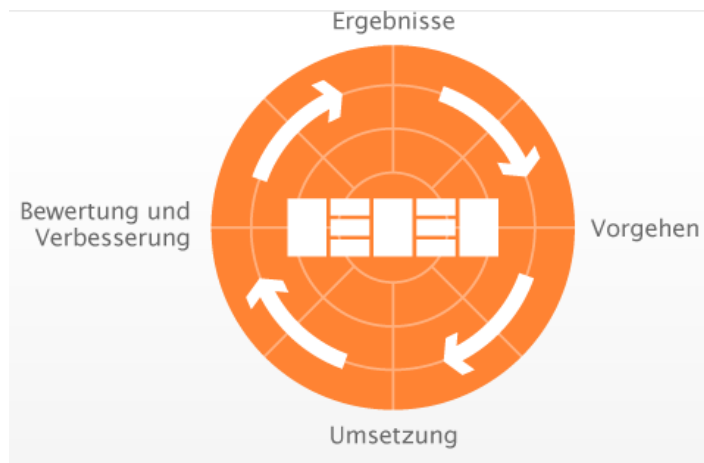 Ergebnisse
Bewertung und
Verbesserung
Vorgehen
Umsetzung